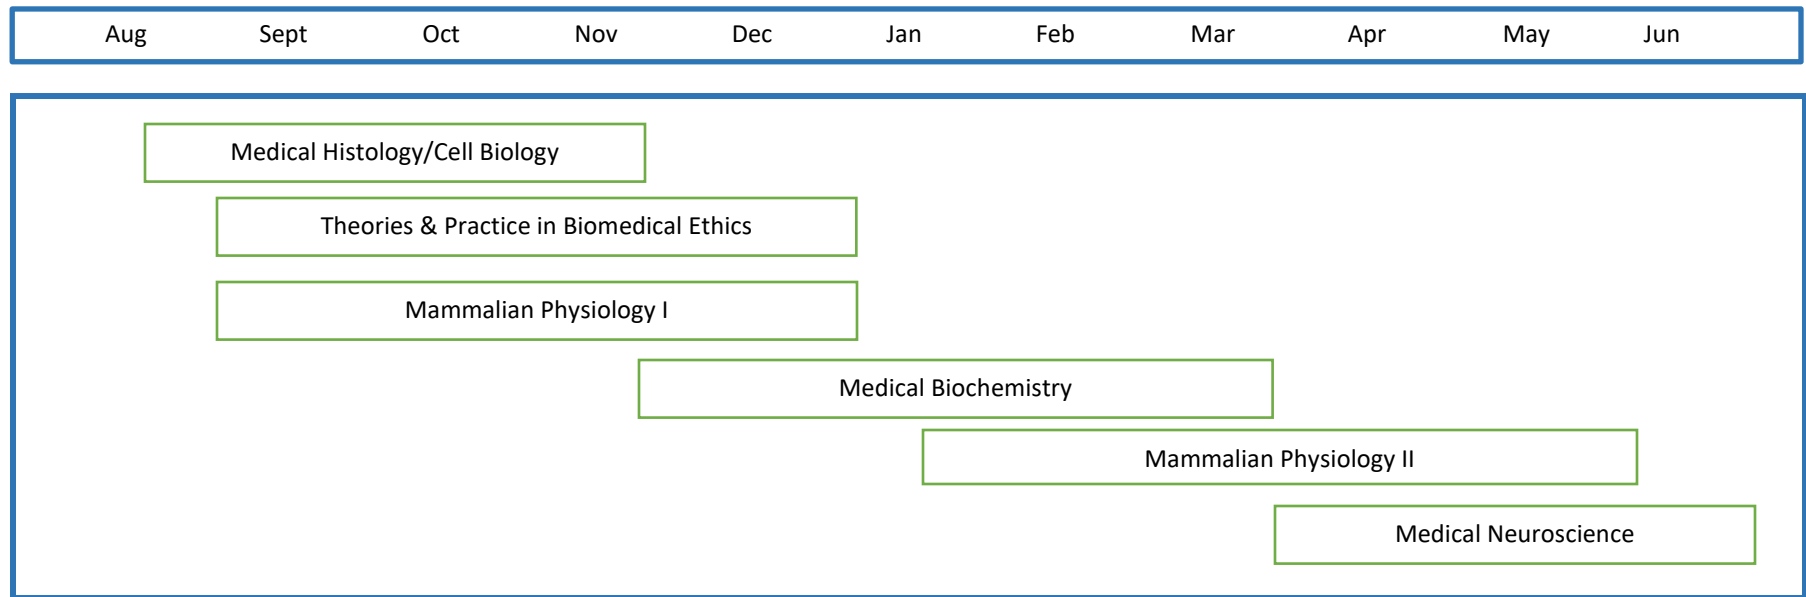 Aug Sept Oct Nov Dec Jan Feb Mar Apr May Jun
Medical Histology/Cell Biology
Theories & Practice in Biomedical Ethics
Mammalian Physiology I
Medical Biochemistry
Mammalian Physiology II
Medical Neuroscience